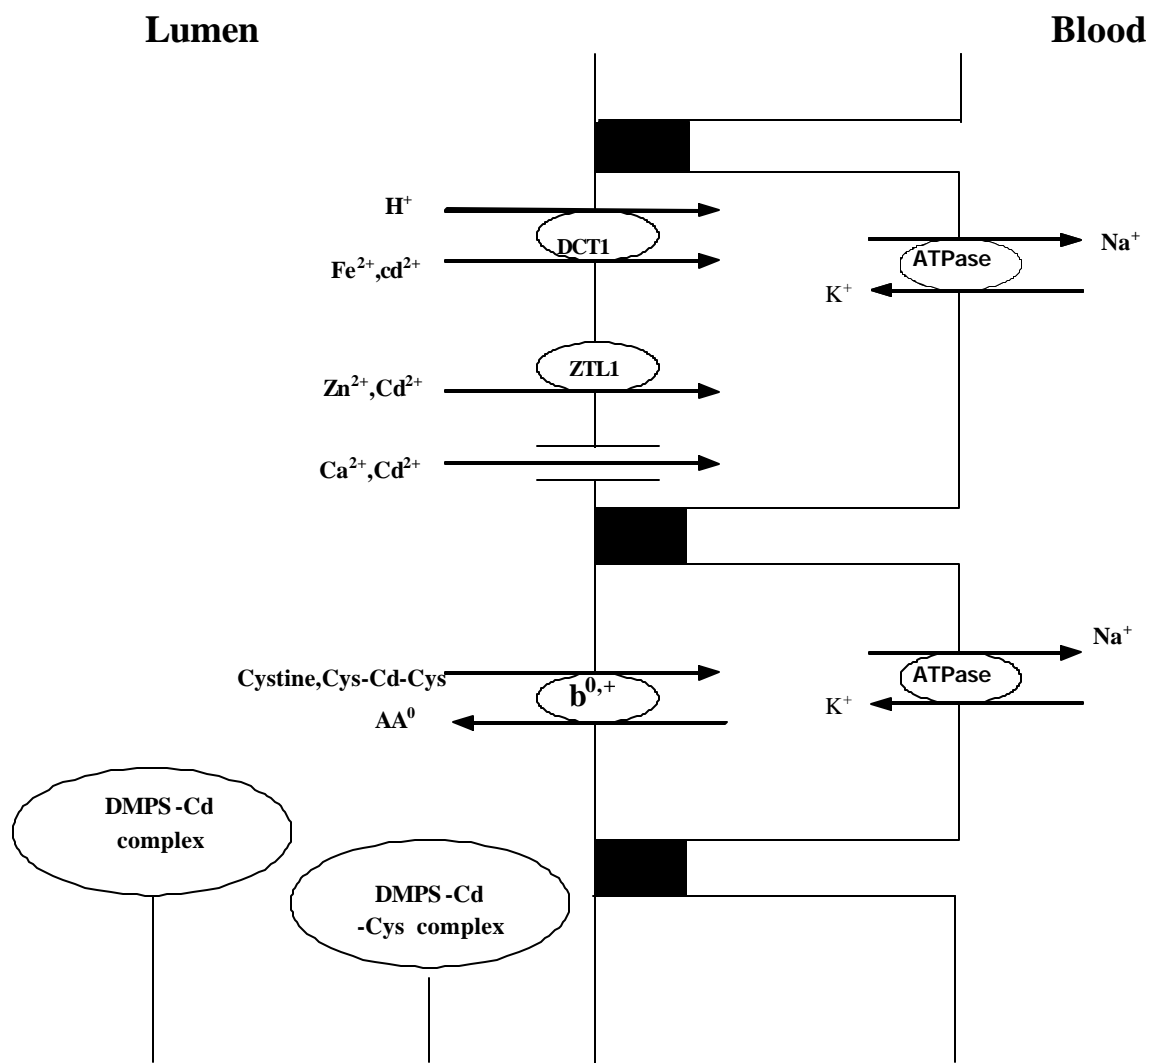 Lumen
Blood
H⁺
DCT1
Fe²⁺,cd²⁺
ATPase
Na⁺
K⁺
ZTL1
Zn²⁺,Cd²⁺
Ca²⁺,Cd²⁺
Na⁺
Cystine,Cys-Cd-Cys
b⁰,⁺
ATPase
AA⁰
K⁺
DMPS-Cd
complex
DMPS-Cd
-Cys complex